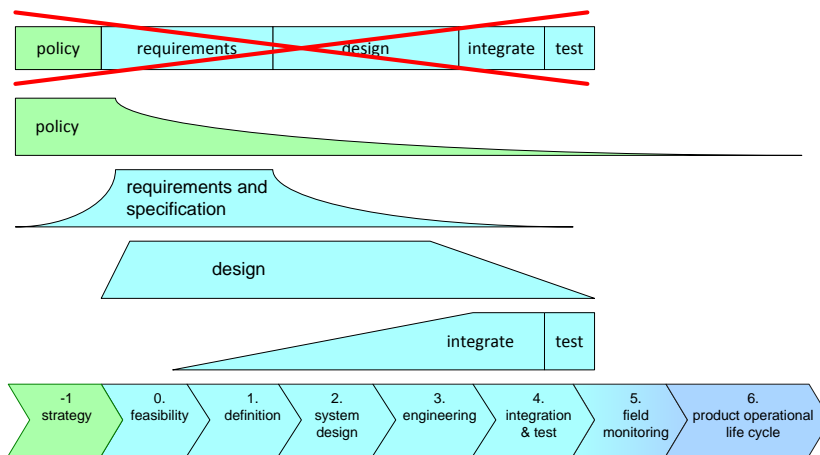 policy requirements design integrate test
policy
requirements and
specification
design
integrate test
-1
strategy
0.
feasibility
1.
definition
2.
system
design
3.
engineering
4.
integration
& test
5.
field
monitoring
6.
product operational
life cycle